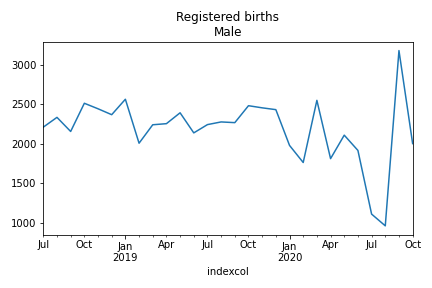 Registered births
Male
3000
2500
2000
1500
1000
Jul Oct Jan Apr Jul Oct Jan Apr Jul Oct
2019 2020
indexcol